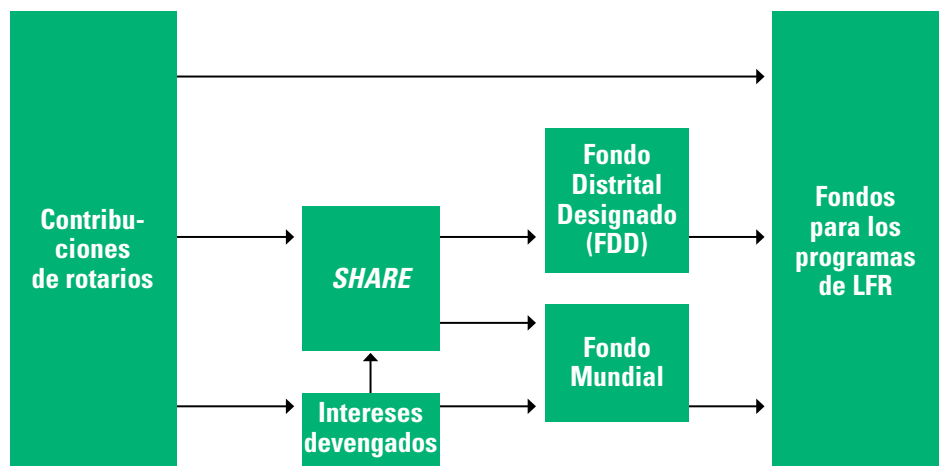 Contribu-
ciones
de rotarios
SHARE
Intereses
devengados
Fondo
Distrital
Designado
(FDD)
Fondo
Mundial
Fondos
para los
programas
de LFR